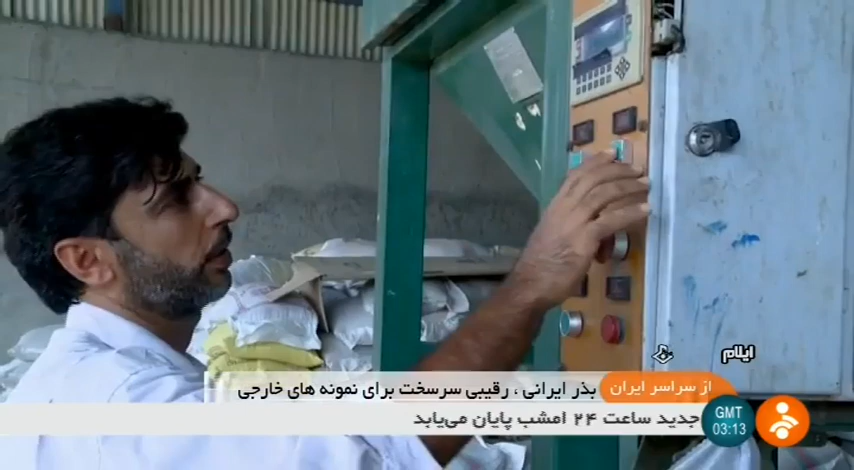 ایلام
از سراسر ایران
بذر ایرانی ، رقیبی سرسخت برای نمونه های خارجی
جدید ساعت ۲۴ امشب پایان می‌یابد
GMT
03:13